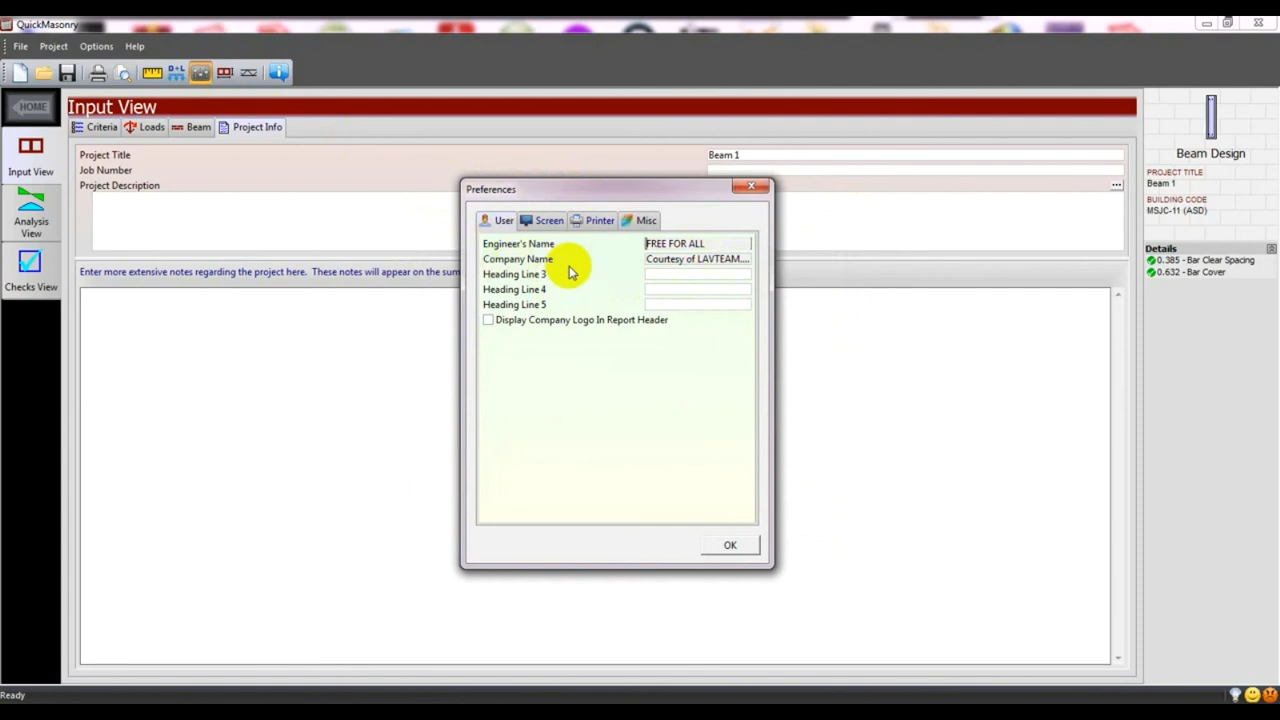 QuickMasonry
File Project Options Help
D+L
HOME
Input View
Criteria Loads Beam Project Info
Input View
Analysis View
Checks View
Project Title Beam 1
Job Number
Project Description
...
Enter more extensive notes regarding the project here. These notes will appear on the sum
Preferences
User Screen Printer Misc
Engineer's Name FREE FOR ALL
Company Name Courtesy of LAVTEAM....
Heading Line 3
Heading Line 4
Heading Line 5
Display Company Logo In Report Header
OK
Beam Design
PROJECT TITLE
Beam 1
BUILDING CODE
MSJC-11 (ASD)
Details
0.385 - Bar Clear Spacing
0.632 - Bar Cover
Ready